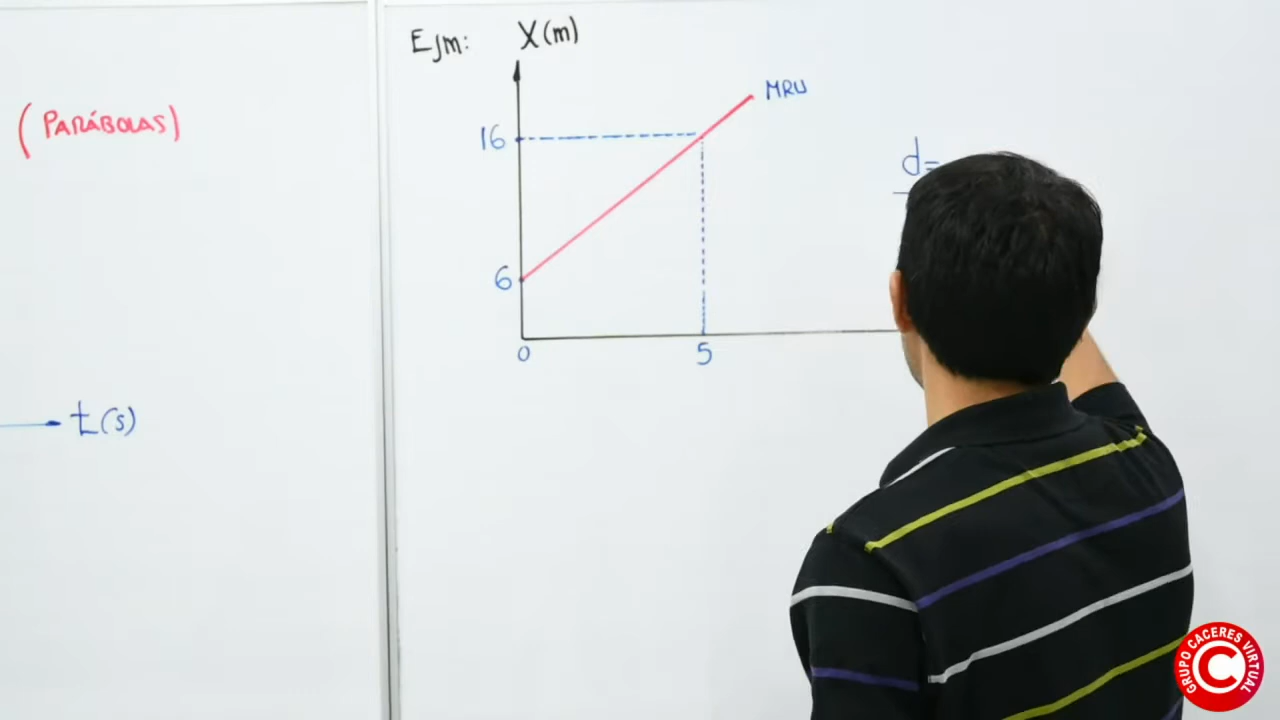 (PARÁBOLAS)
t(s)
EJm:
X(m)
MRU
16
6
0
5
d=
GRUPO CACERES VIRTUAL
C